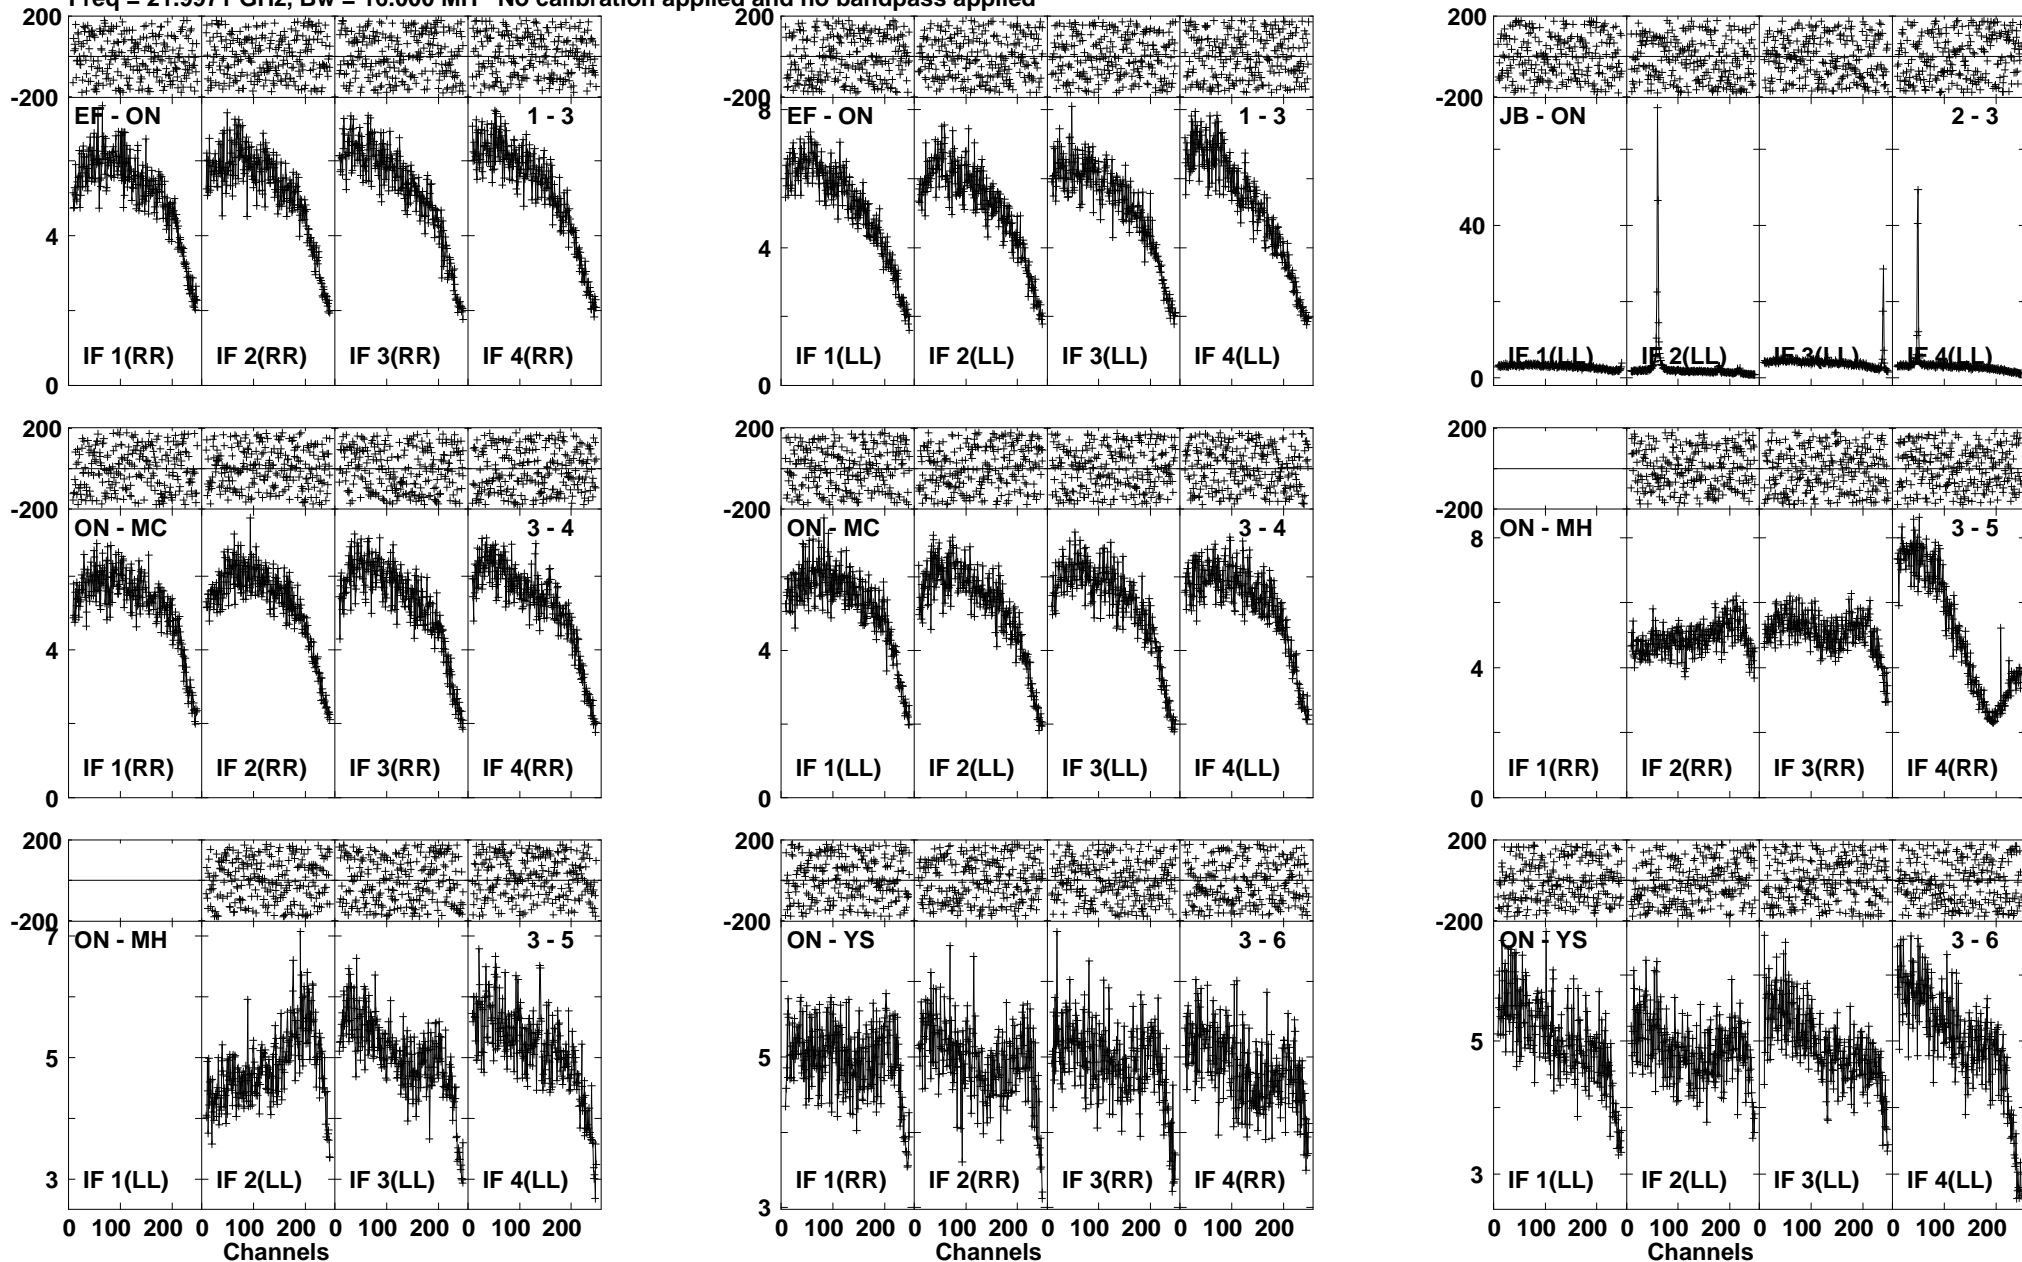 Freq = 21.9971 GHz, Bw = 16.000 MH No calibration applied and no bandpass applied
200
-200
EF - ON 1 - 3
4
0
IF 1(RR) IF 2(RR) IF 3(RR) IF 4(RR)
200
-200
8
EF - ON 1 - 3
4
0
IF 1(LL) IF 2(LL) IF 3(LL) IF 4(LL)
200
-200
JB - ON 2 - 3
40
0
IF 1(LL) IF 2(LL) IF 3(LL) IF 4(LL)
200
-200
ON - MC 3 - 4
4
0
IF 1(RR) IF 2(RR) IF 3(RR) IF 4(RR)
200
-200
ON - MC 3 - 4
4
0
IF 1(LL) IF 2(LL) IF 3(LL) IF 4(LL)
200
-200
8
ON - MH 3 - 5
4
0
IF 1(RR) IF 2(RR) IF 3(RR) IF 4(RR)
200
-200
7
ON - MH 3 - 5
5
3
IF 1(LL) IF 2(LL) IF 3(LL) IF 4(LL)
0 100 200 0 100 200 0 100 200 0 100 200
Channels
200
-200
ON - YS 3 - 6
5
3
IF 1(RR) IF 2(RR) IF 3(RR) IF 4(RR)
0 100 200 0 100 200 0 100 200 0 100 200
200
-200
ON - YS 3 - 6
5
3
IF 1(LL) IF 2(LL) IF 3(LL) IF 4(LL)
0 100 200 0 100 200 0 100 200 0 100 200
Channels